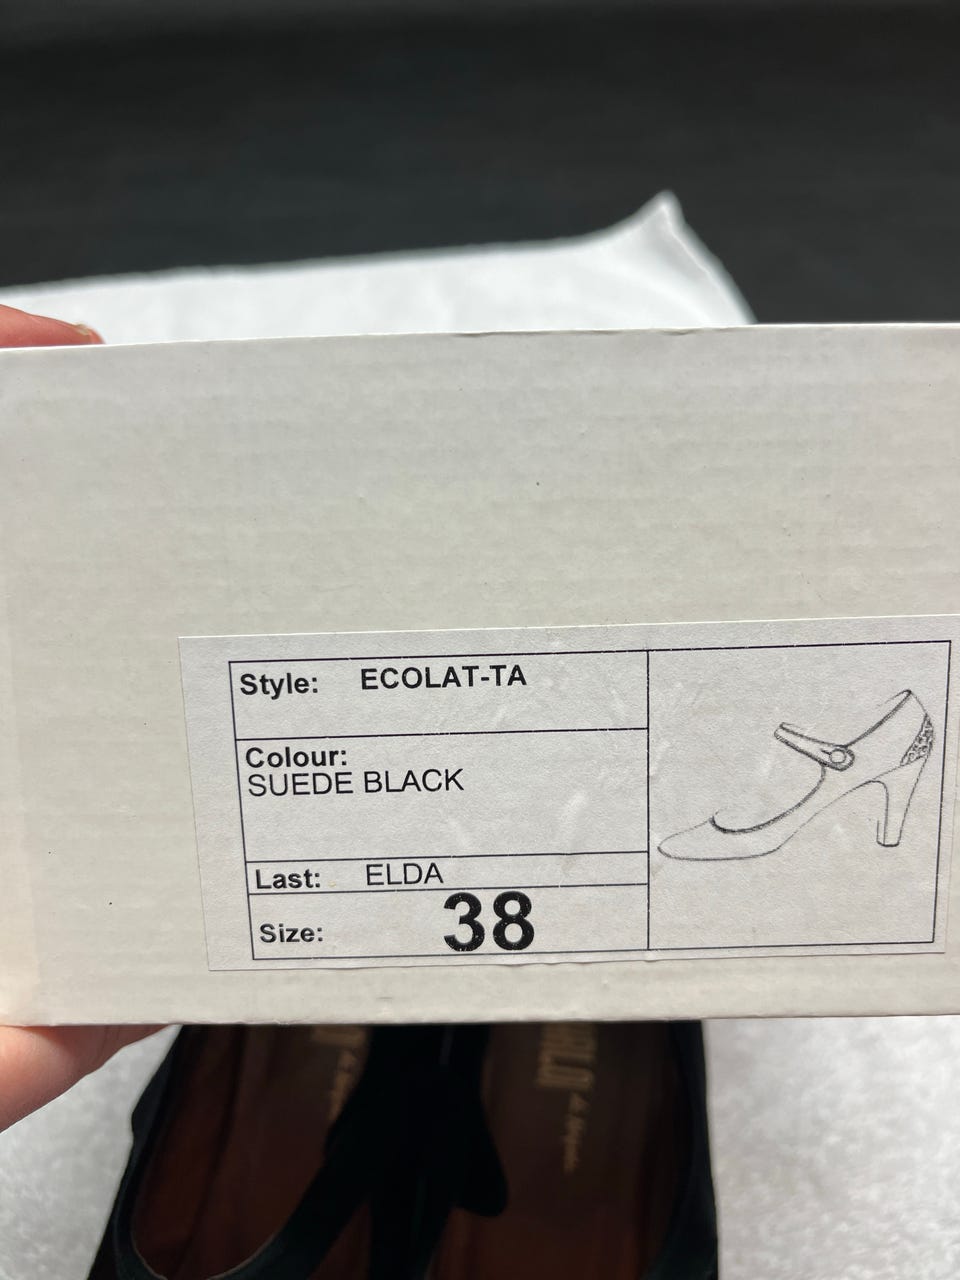 Style: ECOLAT-TA
Colour:
SUEDE BLACK
Last: ELDA
Size: 38